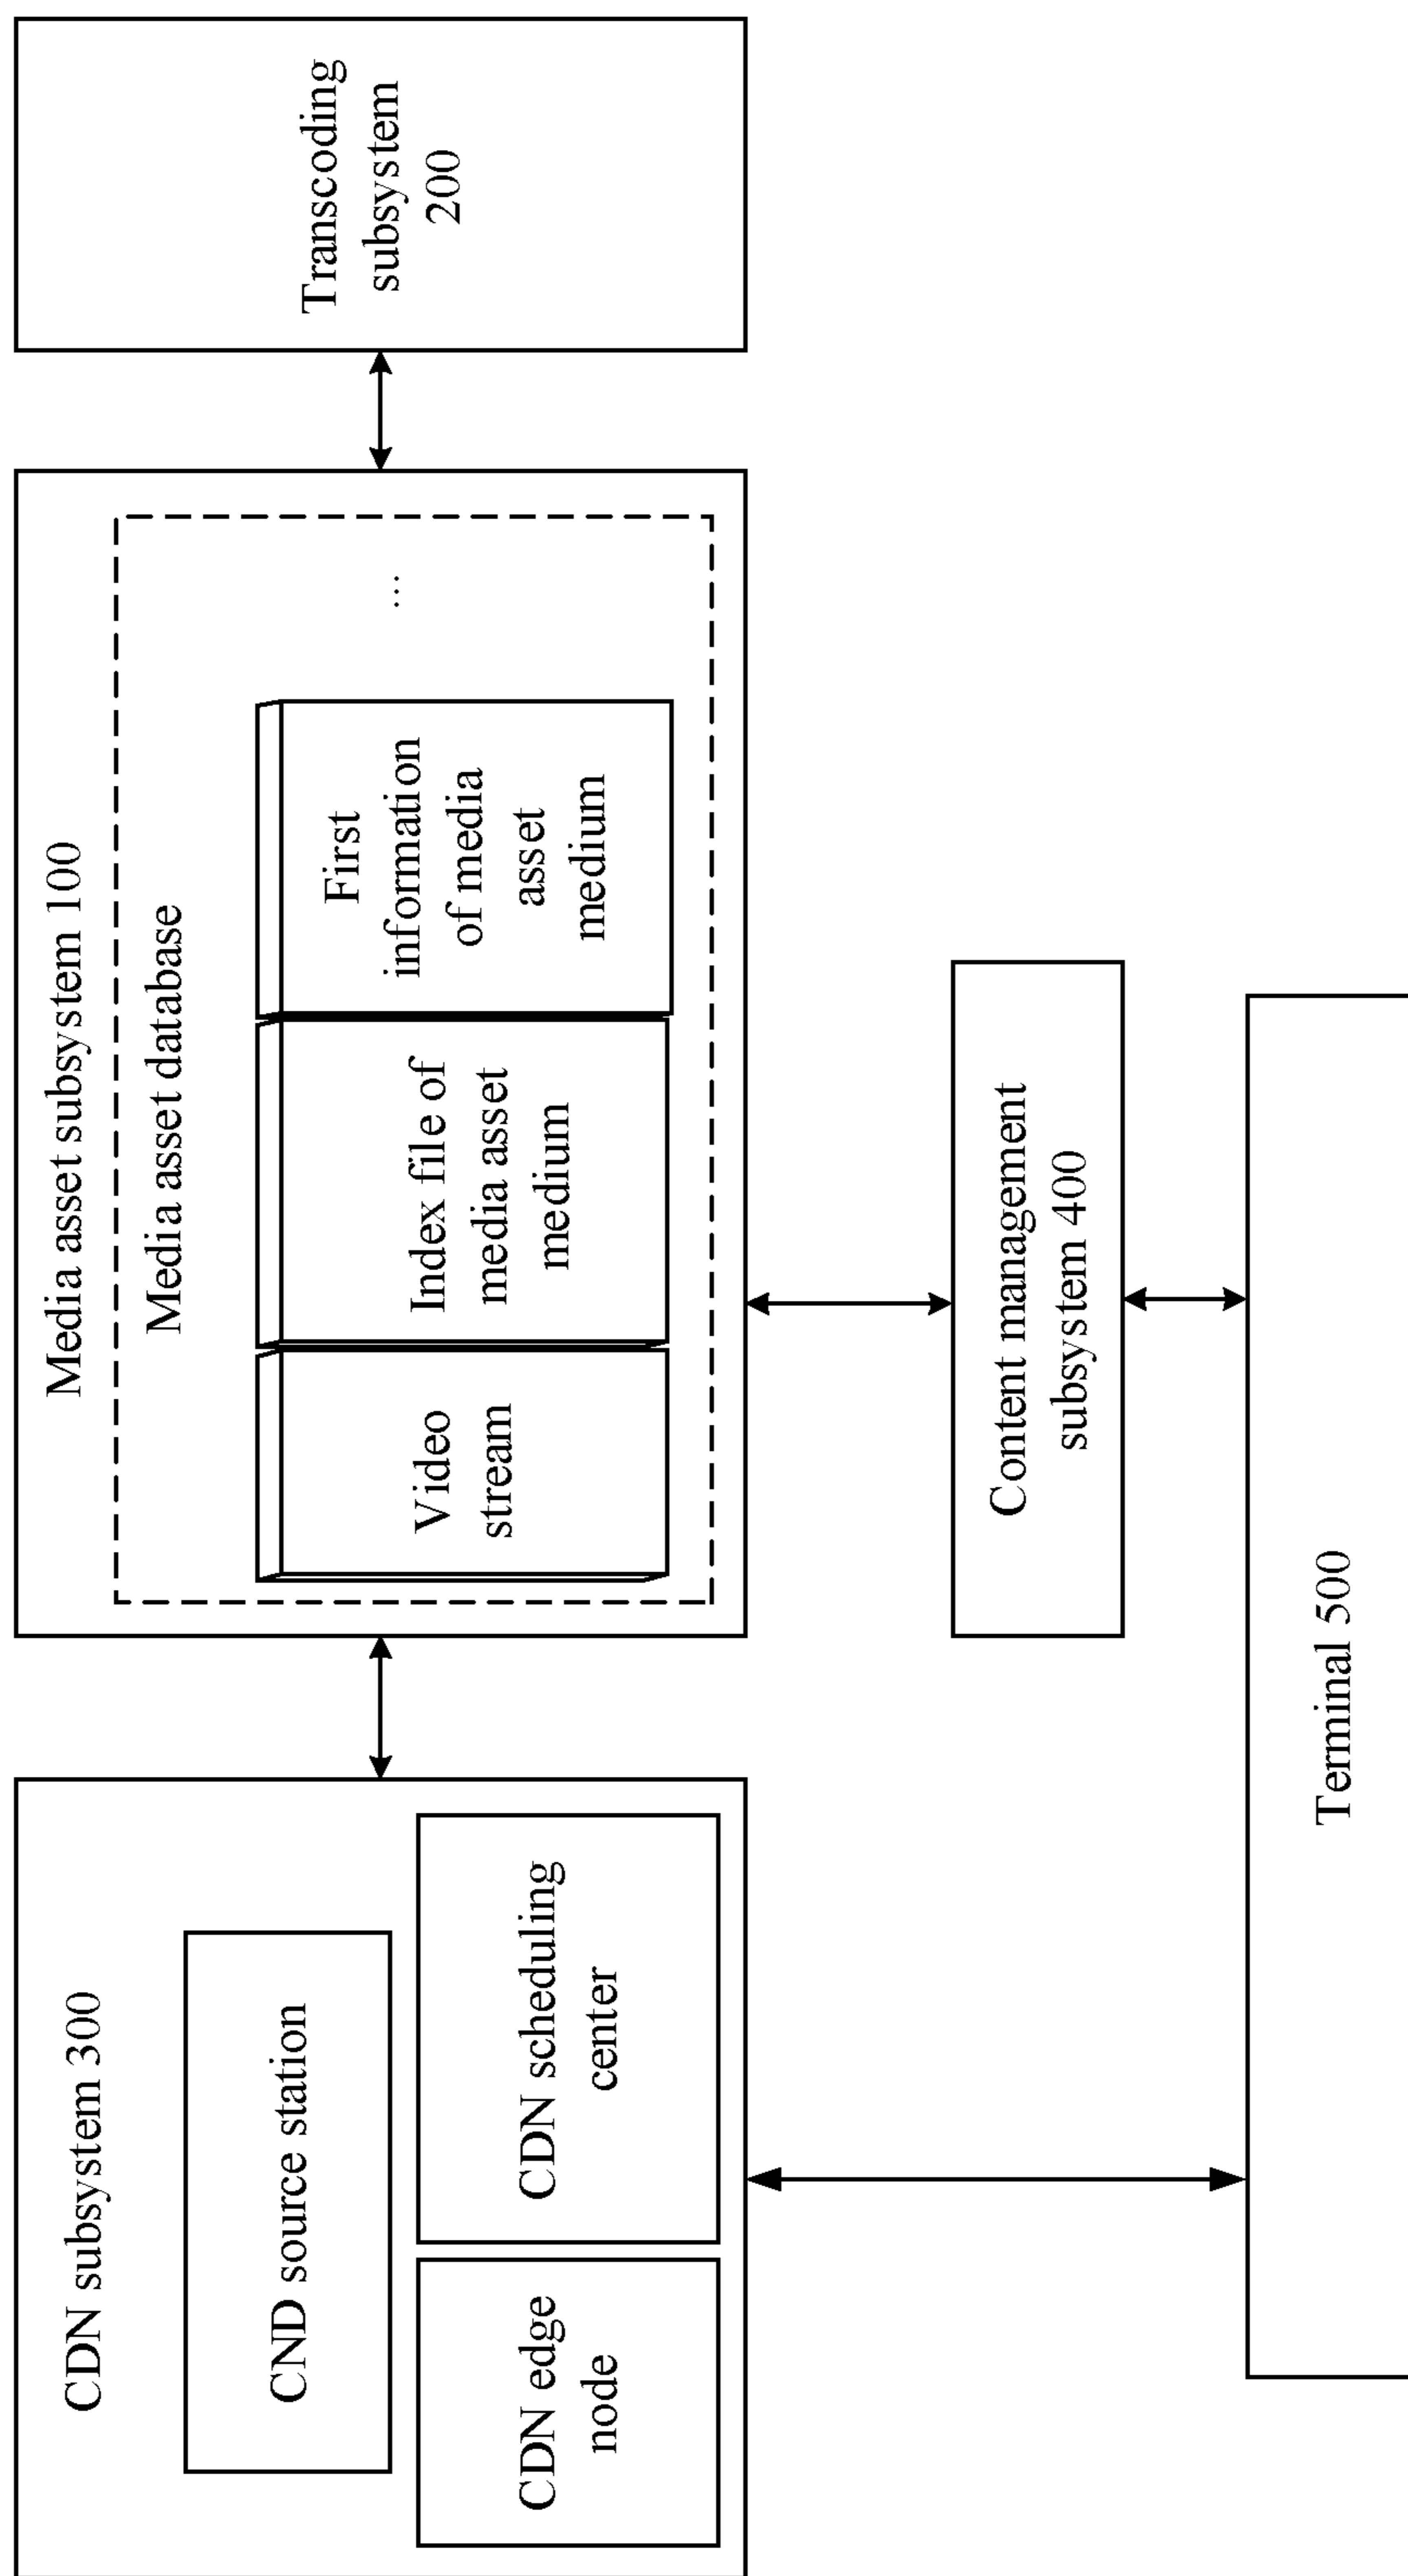 CDN subsystem 300
CND source station
CDN edge
node
CDN scheduling
center
Media asset subsystem 100
Media asset database
Video
stream
Index file of
media asset
medium
First
information
of media
asset
medium
...
Transcoding
subsystem
200
Content management
subsystem 400
Terminal 500